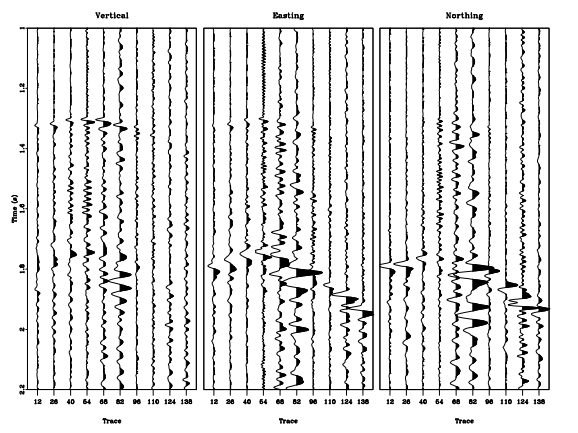 Vertical Easting Northing
1
1.2
1.4
1.6
1.8
2
2.2
Time (s)
12 26 40 54 68 82 96 110 124 138 12 26 40 54 68 82 96 110 124 138 12 26 40 54 68 82 96 110 124 138
Trace Trace Trace